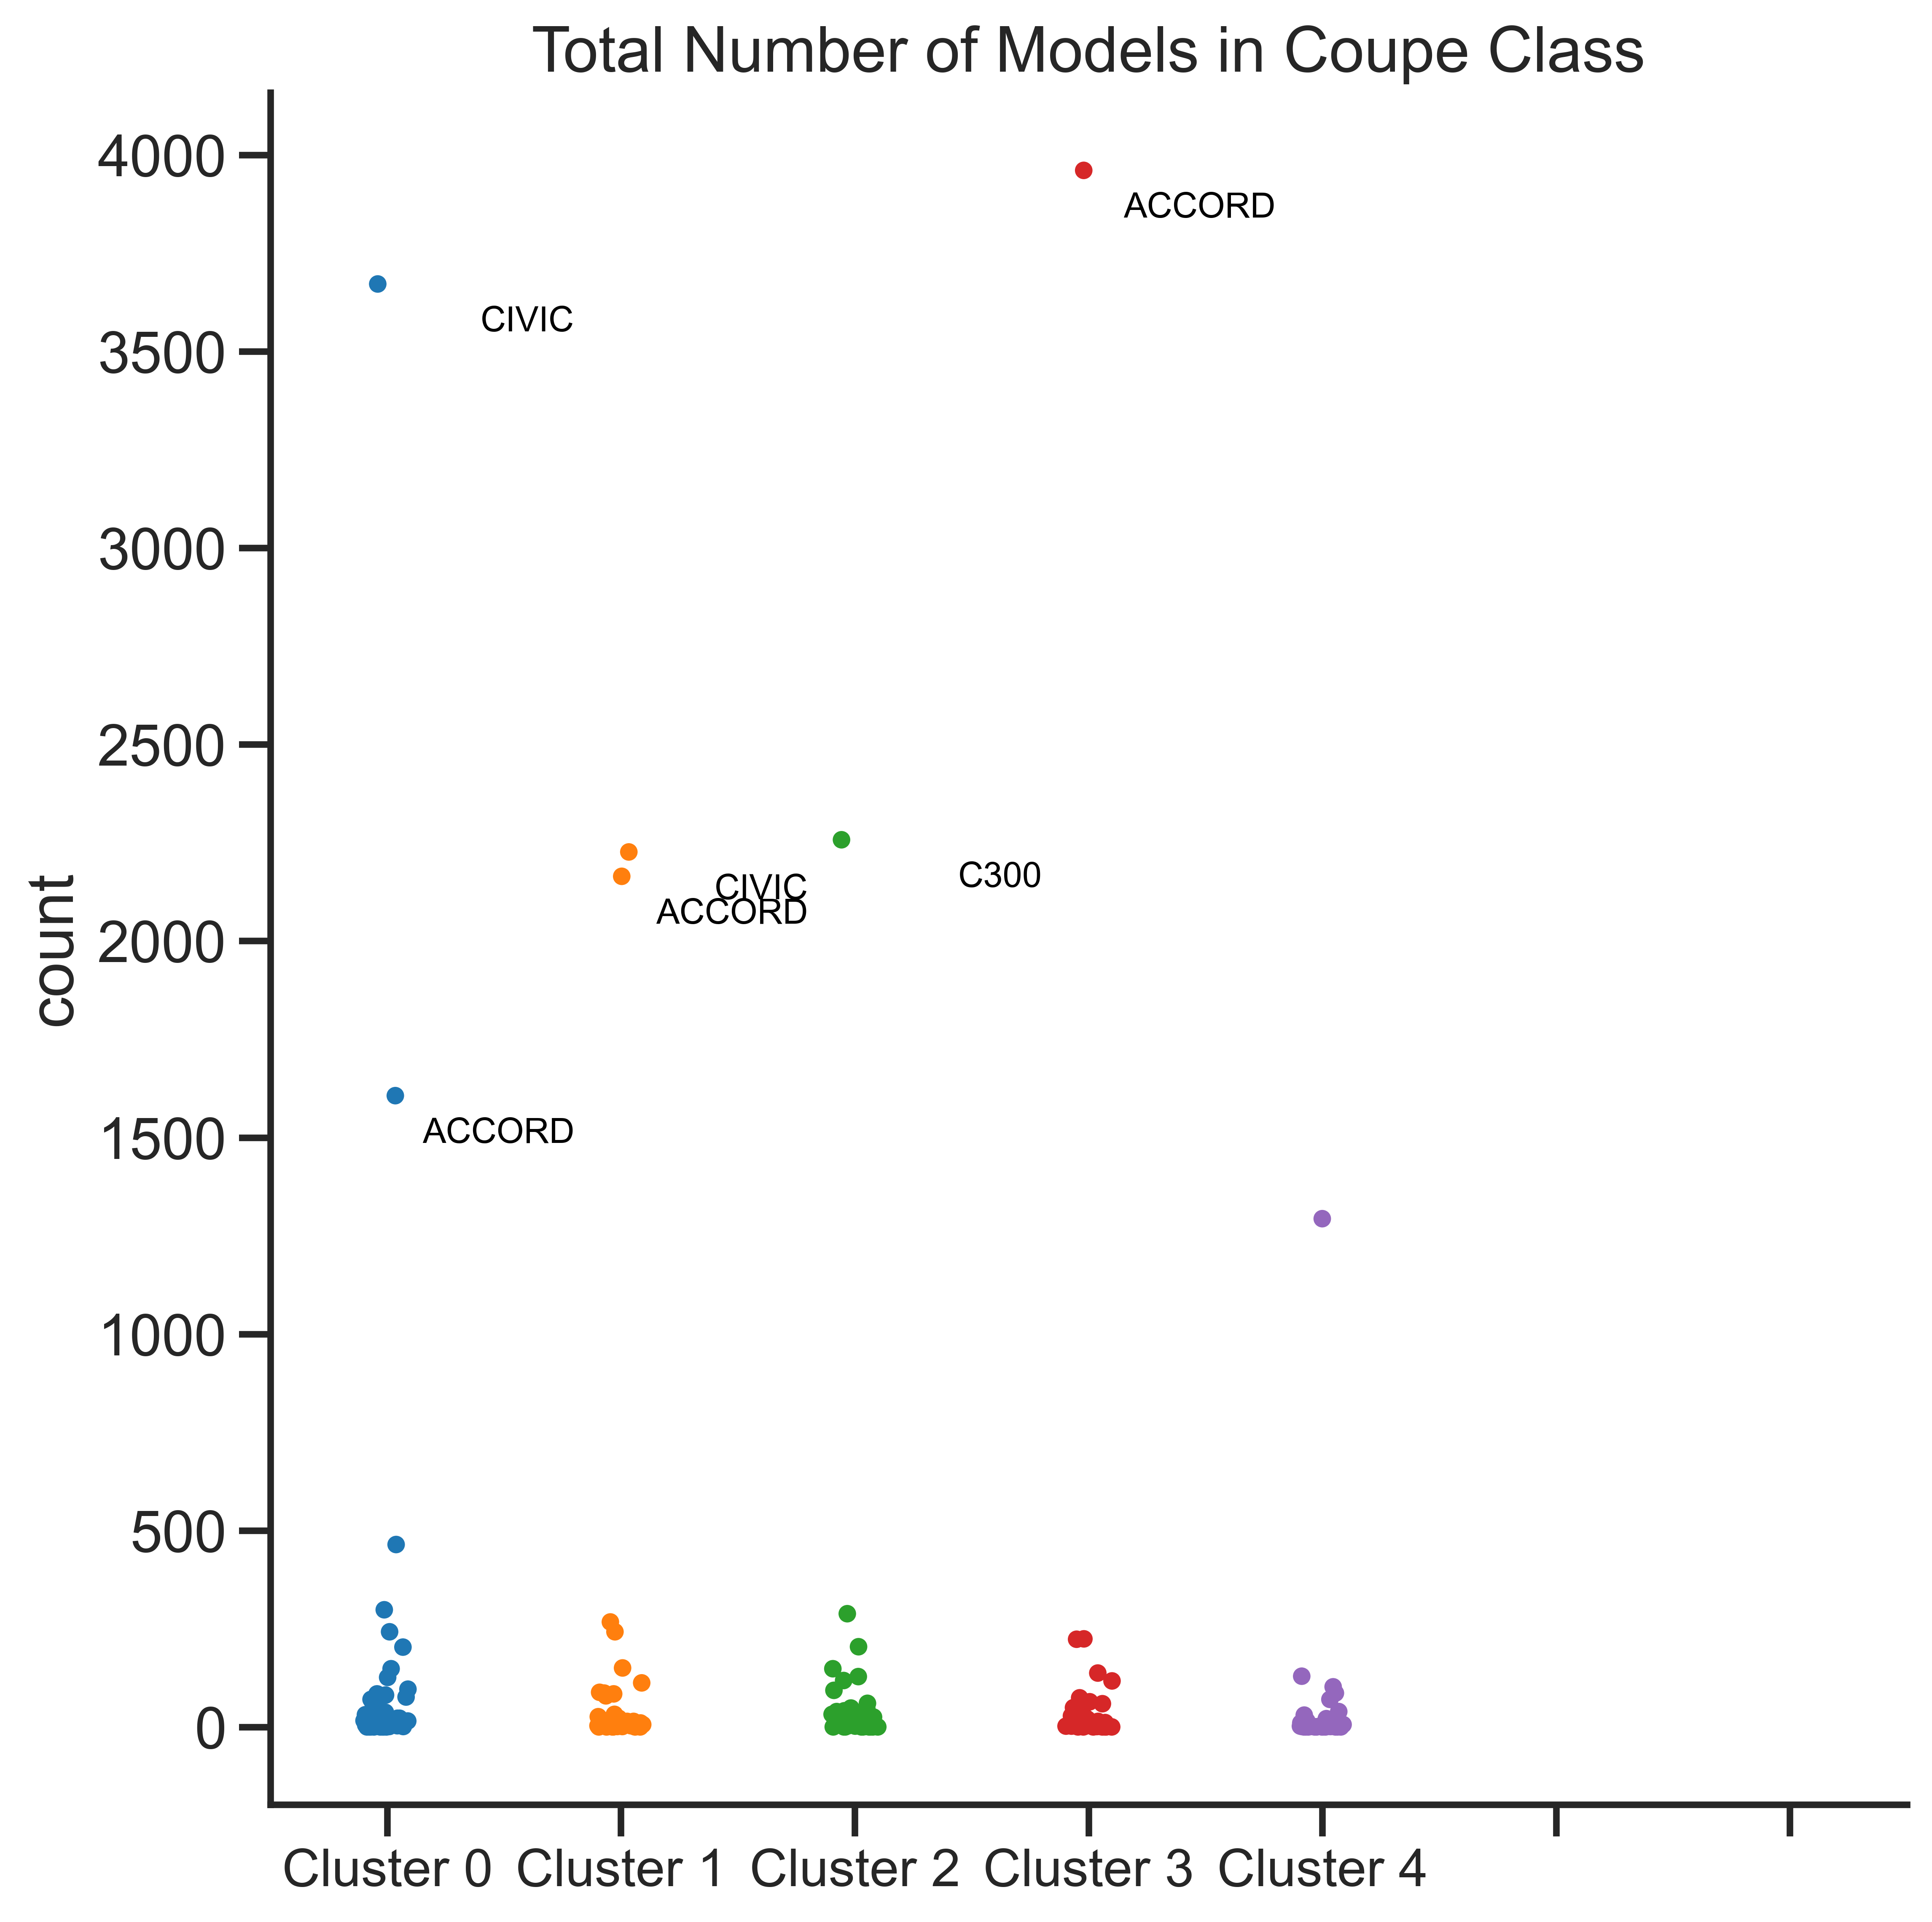 Total Number of Models in Coupe Class
4000
ACCORD
CIVIC
3500
3000
2500
CIVIC
C300
ACCORD
2000
count
ACCORD
1500
1000
500
0
Cluster 0 Cluster 1 Cluster 2 Cluster 3 Cluster 4